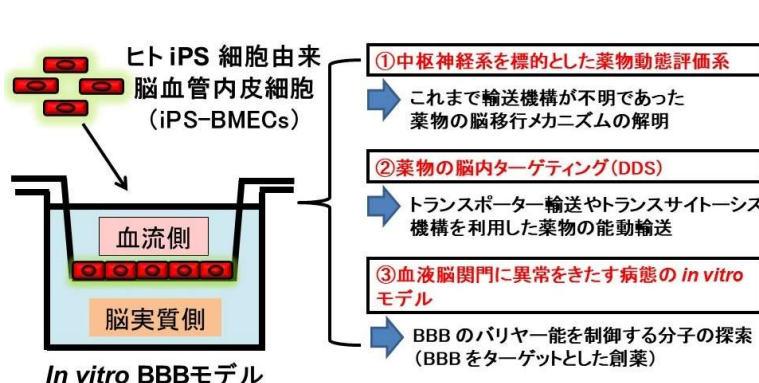 ヒト iPS 細胞由来
脳血管内皮細胞
（iPS-BMECs）
血流側
脳実質側
In vitro BBBモデル
①中枢神経系を標的とした薬物動態評価系
これまで輸送機構が不明であった
薬物の脳移行メカニズムの解明
②薬物の脳内ターゲティング（DDS）
トランスポーター輸送やトランスサイトーシス
機構を利用した薬物の能動輸送
③血液脳関門に異常をきたす病態の in vitro
モデル
BBB のバリヤー能を制御する分子の探索
（BBB をターゲットとした創薬）